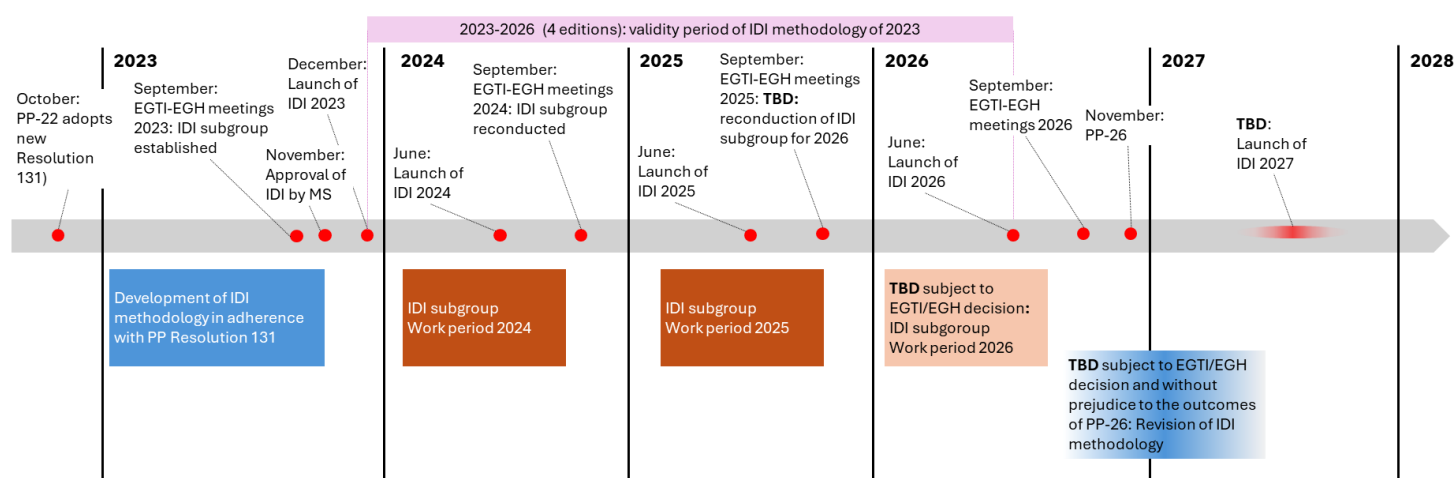 2023-2026 (4 editions): validity period of IDI methodology of 2023
2023
2024
2025
2026
2027
2028
October:
PP-22 adopts
new
Resolution
131)
September:
EGTI-EGH meetings
2023: IDI subgroup
established
November:
Approval of
IDI by MS
December:
Launch of
IDI 2023
June:
Launch of
IDI 2024
September:
EGTI-EGH meetings
2024: IDI subgroup
reconducted
June:
Launch of
IDI 2025
September:
EGTI-EGH meetings
2025: TBD:
reconduction of IDI
subgroup for 2026
June:
Launch of
IDI 2026
September:
EGTI-EGH
meetings 2026
November:
PP-26
TBD:
Launch of
IDI 2027
Development of IDI
methodology in adherence
with PP Resolution 131
IDI subgroup
Work period 2024
IDI subgroup
Work period 2025
TBD subject to
EGTI/EGH decision:
IDI subgoroup
Work period 2026
TBD subject to EGTI/EGH
decision and without
prejudice to the outcomes
of PP-26: Revision of IDI
methodology